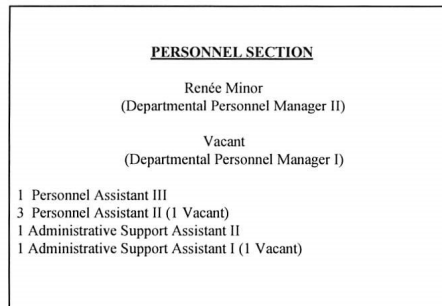 PERSONNEL SECTION
Renée Minor
(Departmental Personnel Manager II)
Vacant
(Departmental Personnel Manager I)
1 Personnel Assistant III
3 Personnel Assistant II (1 Vacant)
1 Administrative Support Assistant II
1 Administrative Support Assistant I (1 Vacant)